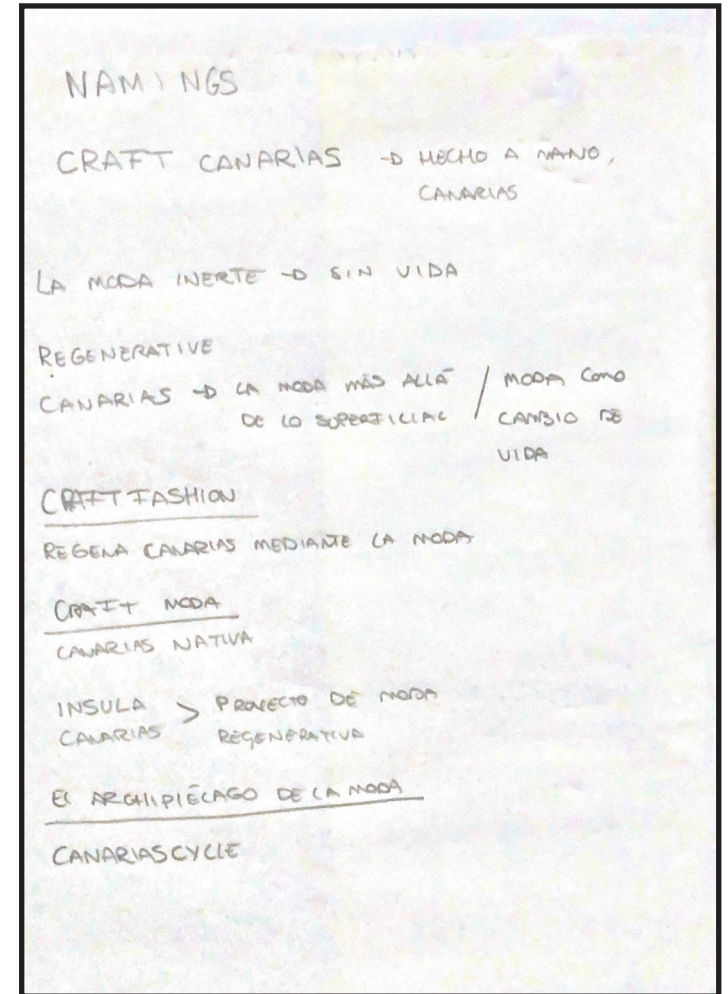 NAMINGS
CRAFT CANARIAS → HECHO A MANO,
CANARIAS
LA MODA INERTE → SIN VIDA
REGENERATIVE
CANARIAS → LA MODA MÁS ALLÁ / MODA COMO
DE LO SUPERFICIAL / CAMBIO DE
VIDA
CRAFT FASHION
REGENA CANARIAS MEDIANTE LA MODA
CRAFT MODA
CANARIAS NATIVA
INSULA > PROYECTO DE MODA
CANARIAS REGENERATIVA
EL ARCHIPIÉLAGO DE LA MODA
CANARIASCYCLE